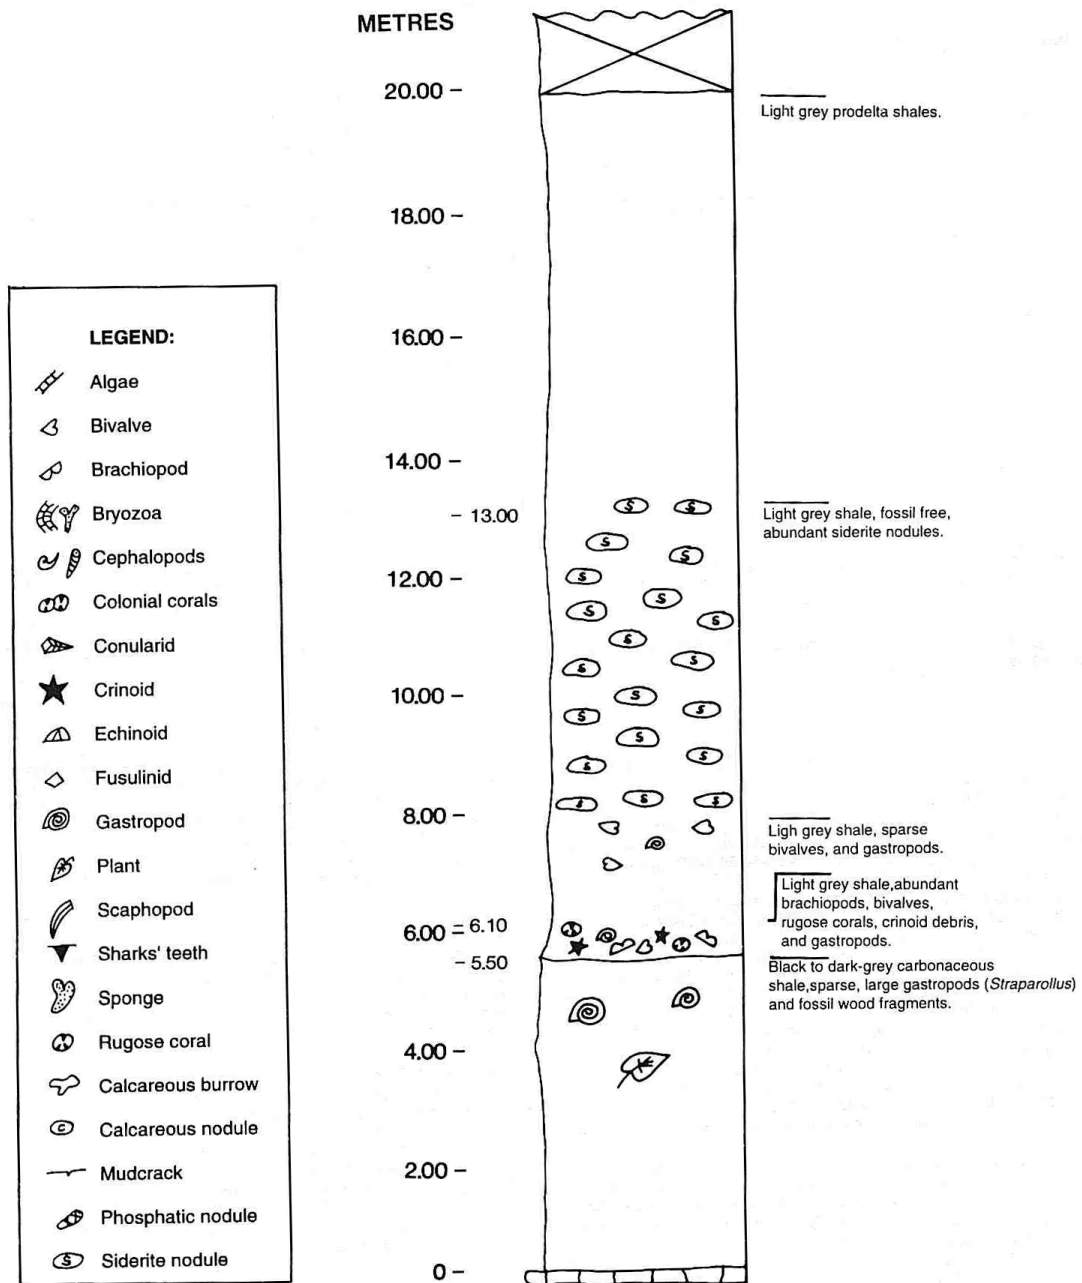 METRES
20.00 –
Light grey prodelta shales.
18.00 –
16.00 –
14.00 –
– 13.00
Light grey shale, fossil free,
abundant siderite nodules.
12.00 –
10.00 –
8.00 –
Ligh grey shale, sparse
bivalves, and gastropods.
Light grey shale,abundant
brachiopods, bivalves,
rugose corals, crinoid debris,
and gastropods.
6.00 –
– 6.10
– 5.50
Black to dark-grey carbonaceous
shale,sparse, large gastropods (Straparollus)
and fossil wood fragments.
4.00 –
2.00 –
0 –
S S
S S
S
S S S
S
S S
S S S
S
S S
S S S
LEGEND:
Algae
Bivalve
Brachiopod
Bryozoa
Cephalopods
Colonial corals
Conularid
Crinoid
Echinoid
Fusulinid
Gastropod
Plant
Scaphopod
Sharks' teeth
Sponge
Rugose coral
Calcareous burrow
C Calcareous nodule
Mudcrack
Phosphatic nodule
S Siderite nodule